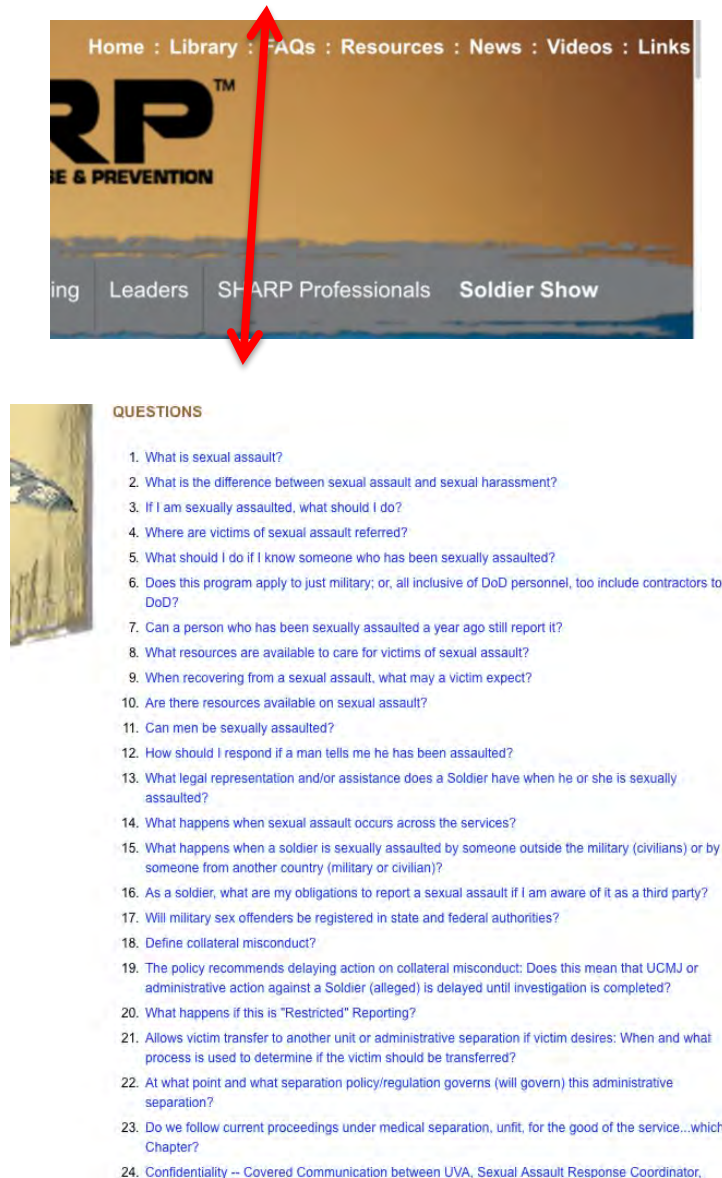 Home : Library : FAQs : Resources : News : Videos : Links
RP™
SE & PREVENTION
ing Leaders SHARP Professionals Soldier Show
QUESTIONS
1. What is sexual assault?
2. What is the difference between sexual assault and sexual harassment?
3. If I am sexually assaulted, what should I do?
4. Where are victims of sexual assault referred?
5. What should I do if I know someone who has been sexually assaulted?
6. Does this program apply to just military; or, all inclusive of DoD personnel, too include contractors to
DoD?
7. Can a person who has been sexually assaulted a year ago still report it?
8. What resources are available to care for victims of sexual assault?
9. When recovering from a sexual assault, what may a victim expect?
10. Are there resources available on sexual assault?
11. Can men be sexually assaulted?
12. How should I respond if a man tells me he has been assaulted?
13. What legal representation and/or assistance does a Soldier have when he or she is sexually
assaulted?
14. What happens when sexual assault occurs across the services?
15. What happens when a soldier is sexually assaulted by someone outside the military (civilians) or by
someone from another country (military or civilian)?
16. As a soldier, what are my obligations to report a sexual assault if I am aware of it as a third party?
17. Will military sex offenders be registered in state and federal authorities?
18. Define collateral misconduct?
19. The policy recommends delaying action on collateral misconduct: Does this mean that UCMJ or
administrative action against a Soldier (alleged) is delayed until investigation is completed?
20. What happens if this is "Restricted" Reporting?
21. Allows victim transfer to another unit or administrative separation if victim desires: When and what
process is used to determine if the victim should be transferred?
22. At what point and what separation policy/regulation governs (will govern) this administrative
separation?
23. Do we follow current proceedings under medical separation, unfit, for the good of the service...which
Chapter?
24. Confidentiality -- Covered Communication between UVA, Sexual Assault Response Coordinator,